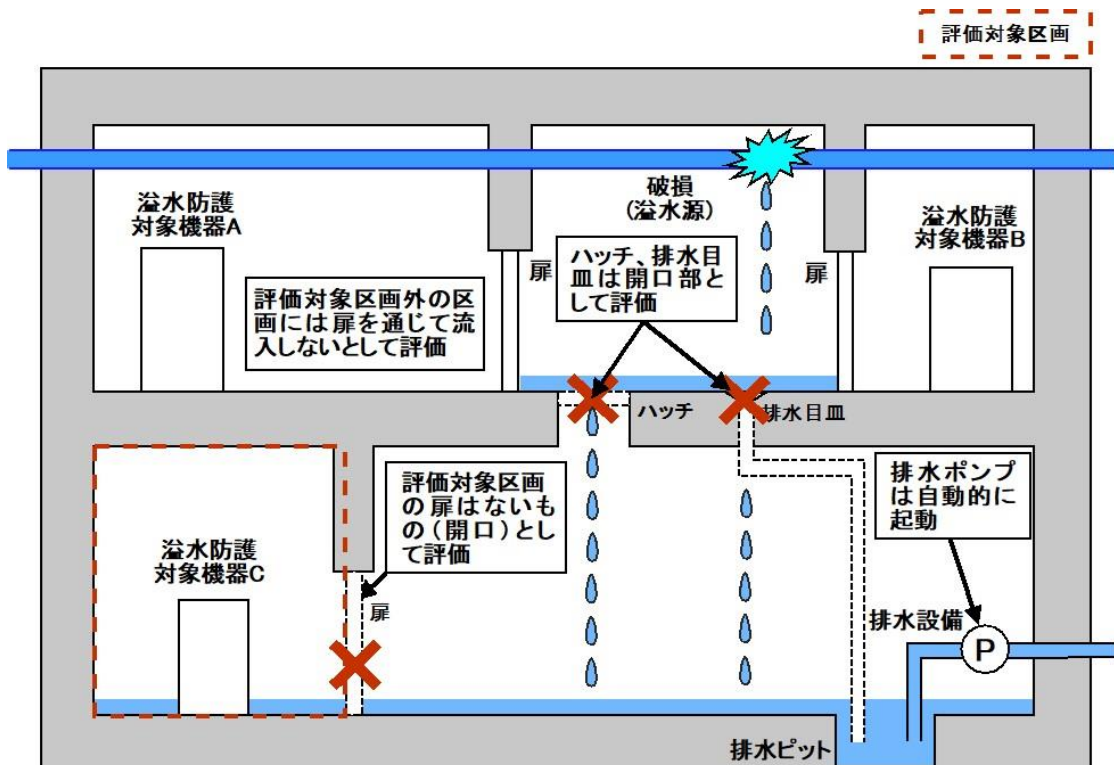 評価対象区画
溢水防護
対象機器A
破損
(溢水源)
溢水防護
対象機器B
扉
ハッチ、排水目
皿は開口部と
して評価
扉
評価対象区画外の区
画には扉を通じて流
入しないとして評価
ハッチ
排水目皿
評価対象区画
の扉はないも
の(開口)とし
て評価
排水ポンプ
は自動的に
起動
溢水防護
対象機器C
扉
排水設備
P
排水ピット